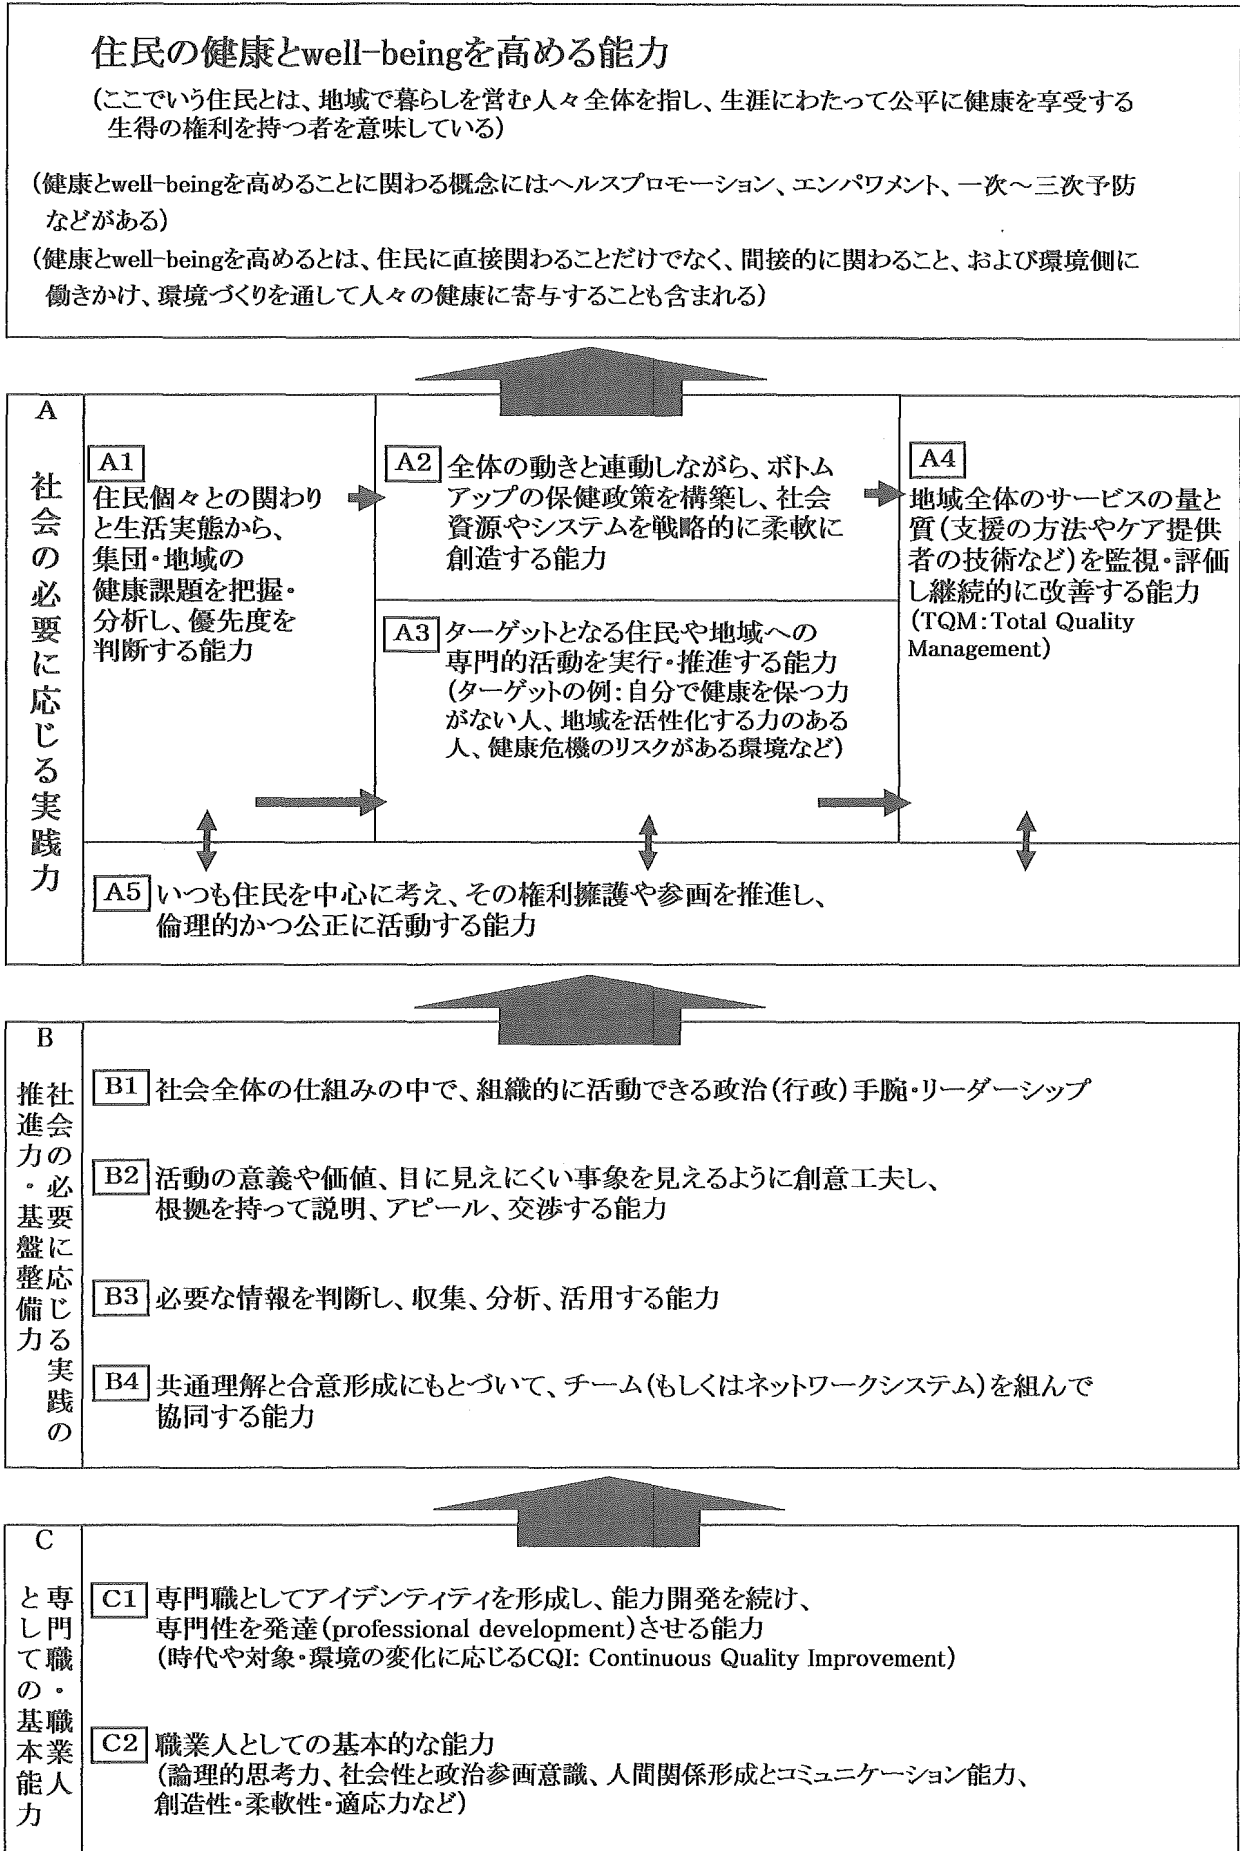 住民の健康とwell-beingを高める能力
(ここでいう住民とは、地域で暮らしを営む人々全体を指し、生涯にわたって公平に健康を享受する
生得の権利を持つ者を意味している)
(健康とwell-beingを高めることに関わる概念にはヘルスプロモーション、エンパワメント、一次～三次予防
などがある)
(健康とwell-beingを高めるとは、住民に直接関わることだけでなく、間接的に関わること、および環境側に
働きかけ、環境づくりを通して人々の健康に寄与することも含まれる)
A
社会の必要に応じる実践力
A1
住民個々との関わり
と生活実態から、
集団・地域の
健康課題を把握・
分析し、優先度を
判断する能力
A2 全体の動きと連動しながら、ボトム
アップの保健政策を構築し、社会
資源やシステムを戦略的に柔軟に
創造する能力
A3 ターゲットとなる住民や地域への
専門的活動を実行・推進する能力
(ターゲットの例：自分で健康を保つ力
がない人、地域を活性化する力のある
人、健康危機のリスクがある環境など)
A4
地域全体のサービスの量と
質(支援の方法やケア提供
者の技術など)を監視・評価
し継続的に改善する能力
(TQM：Total Quality
Management)
A5 いつも住民を中心に考え、その権利擁護や参画を推進し、
倫理的かつ公正に活動する能力
B
社会の必要に応じる実践の
推進力・基盤整備力
B1 社会全体の仕組みの中で、組織的に活動できる政治(行政)手腕・リーダーシップ
B2 活動の意義や価値、目に見えにくい事象を見えるように創意工夫し、
根拠を持って説明、アピール、交渉する能力
B3 必要な情報を判断し、収集、分析、活用する能力
B4 共通理解と合意形成にもとづいて、チーム(もしくはネットワークシステム)を組んで
協同する能力
C
専門職・職業人
としての基本能力
C1 専門職としてアイデンティティを形成し、能力開発を続け、
専門性を発達(professional development)させる能力
(時代や対象・環境の変化に応じるCQI: Continuous Quality Improvement)
C2 職業人としての基本的な能力
(論理的思考力、社会性と政治参画意識、人間関係形成とコミュニケーション能力、
創造性・柔軟性・適応力など)